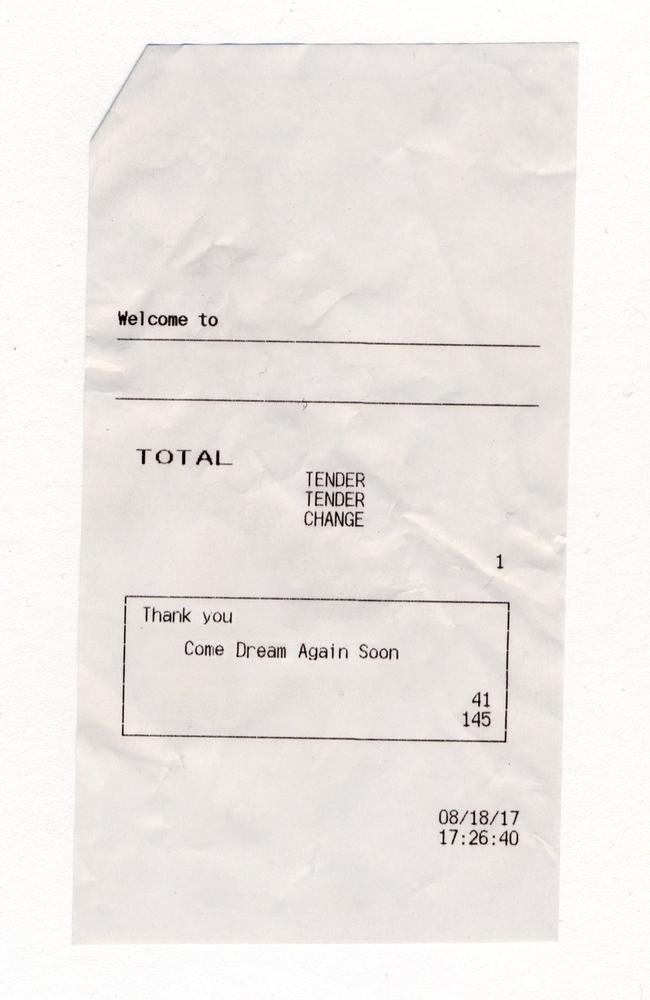 Welcome to
TOTAL
TENDER
TENDER
CHANGE
1
Thank you
Come Dream Again Soon
41
145
08/18/17
17:26:40